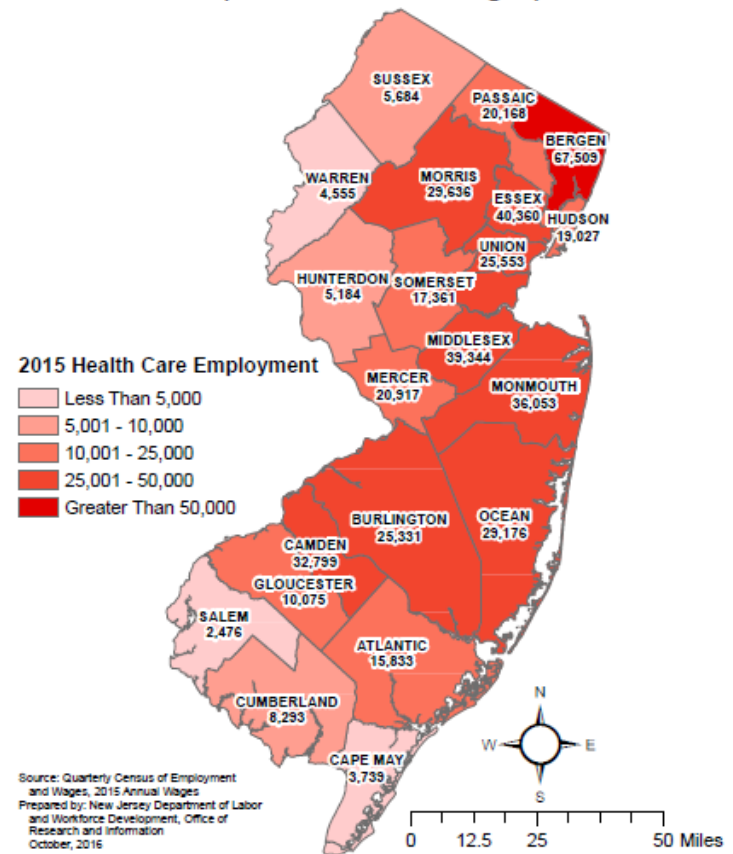 SUSSEX
5,684
PASSAIC
20,168
BERGEN
67,509
WARREN
4,555
MORRIS
29,636
ESSEX
40,360
HUDSON
19,027
UNION
25,553
HUNTERDON
5,184
SOMERSET
17,361
MIDDLESEX
39,344
MERCER
20,917
MONMOUTH
36,053
2015 Health Care Employment
Less Than 5,000
5,001 - 10,000
10,001 - 25,000
25,001 - 50,000
Greater Than 50,000
BURLINGTON
25,331
OCEAN
29,176
CAMDEN
32,799
GLOUCESTER
10,075
SALEM
2,476
ATLANTIC
15,833
CUMBERLAND
8,293
CAPE MAY
3,739
N
W
E
S
Source: Quarterly Census of Employment
and Wages, 2015 Annual Wages
Prepared by: New Jersey Department of Labor
and Workforce Development, Office of
Research and Information
October, 2016
0 12.5 25 50 Miles